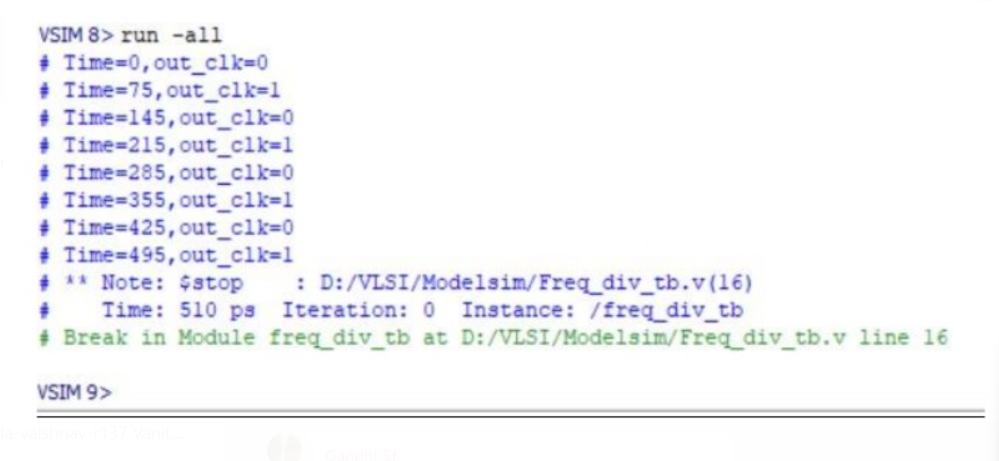 VSIM 8> run -all
# Time=0,out_clk=0
# Time=75,out_clk=1
# Time=145,out_clk=0
# Time=215,out_clk=1
# Time=285,out_clk=0
# Time=355,out_clk=1
# Time=425,out_clk=0
# Time=495,out_clk=1
# ** Note: $stop    : D:/VLSI/Modelsim/Freq_div_tb.v(16)
#    Time: 510 ps  Iteration: 0  Instance: /freq_div_tb
# Break in Module freq_div_tb at D:/VLSI/Modelsim/Freq_div_tb.v line 16
VSIM 9>